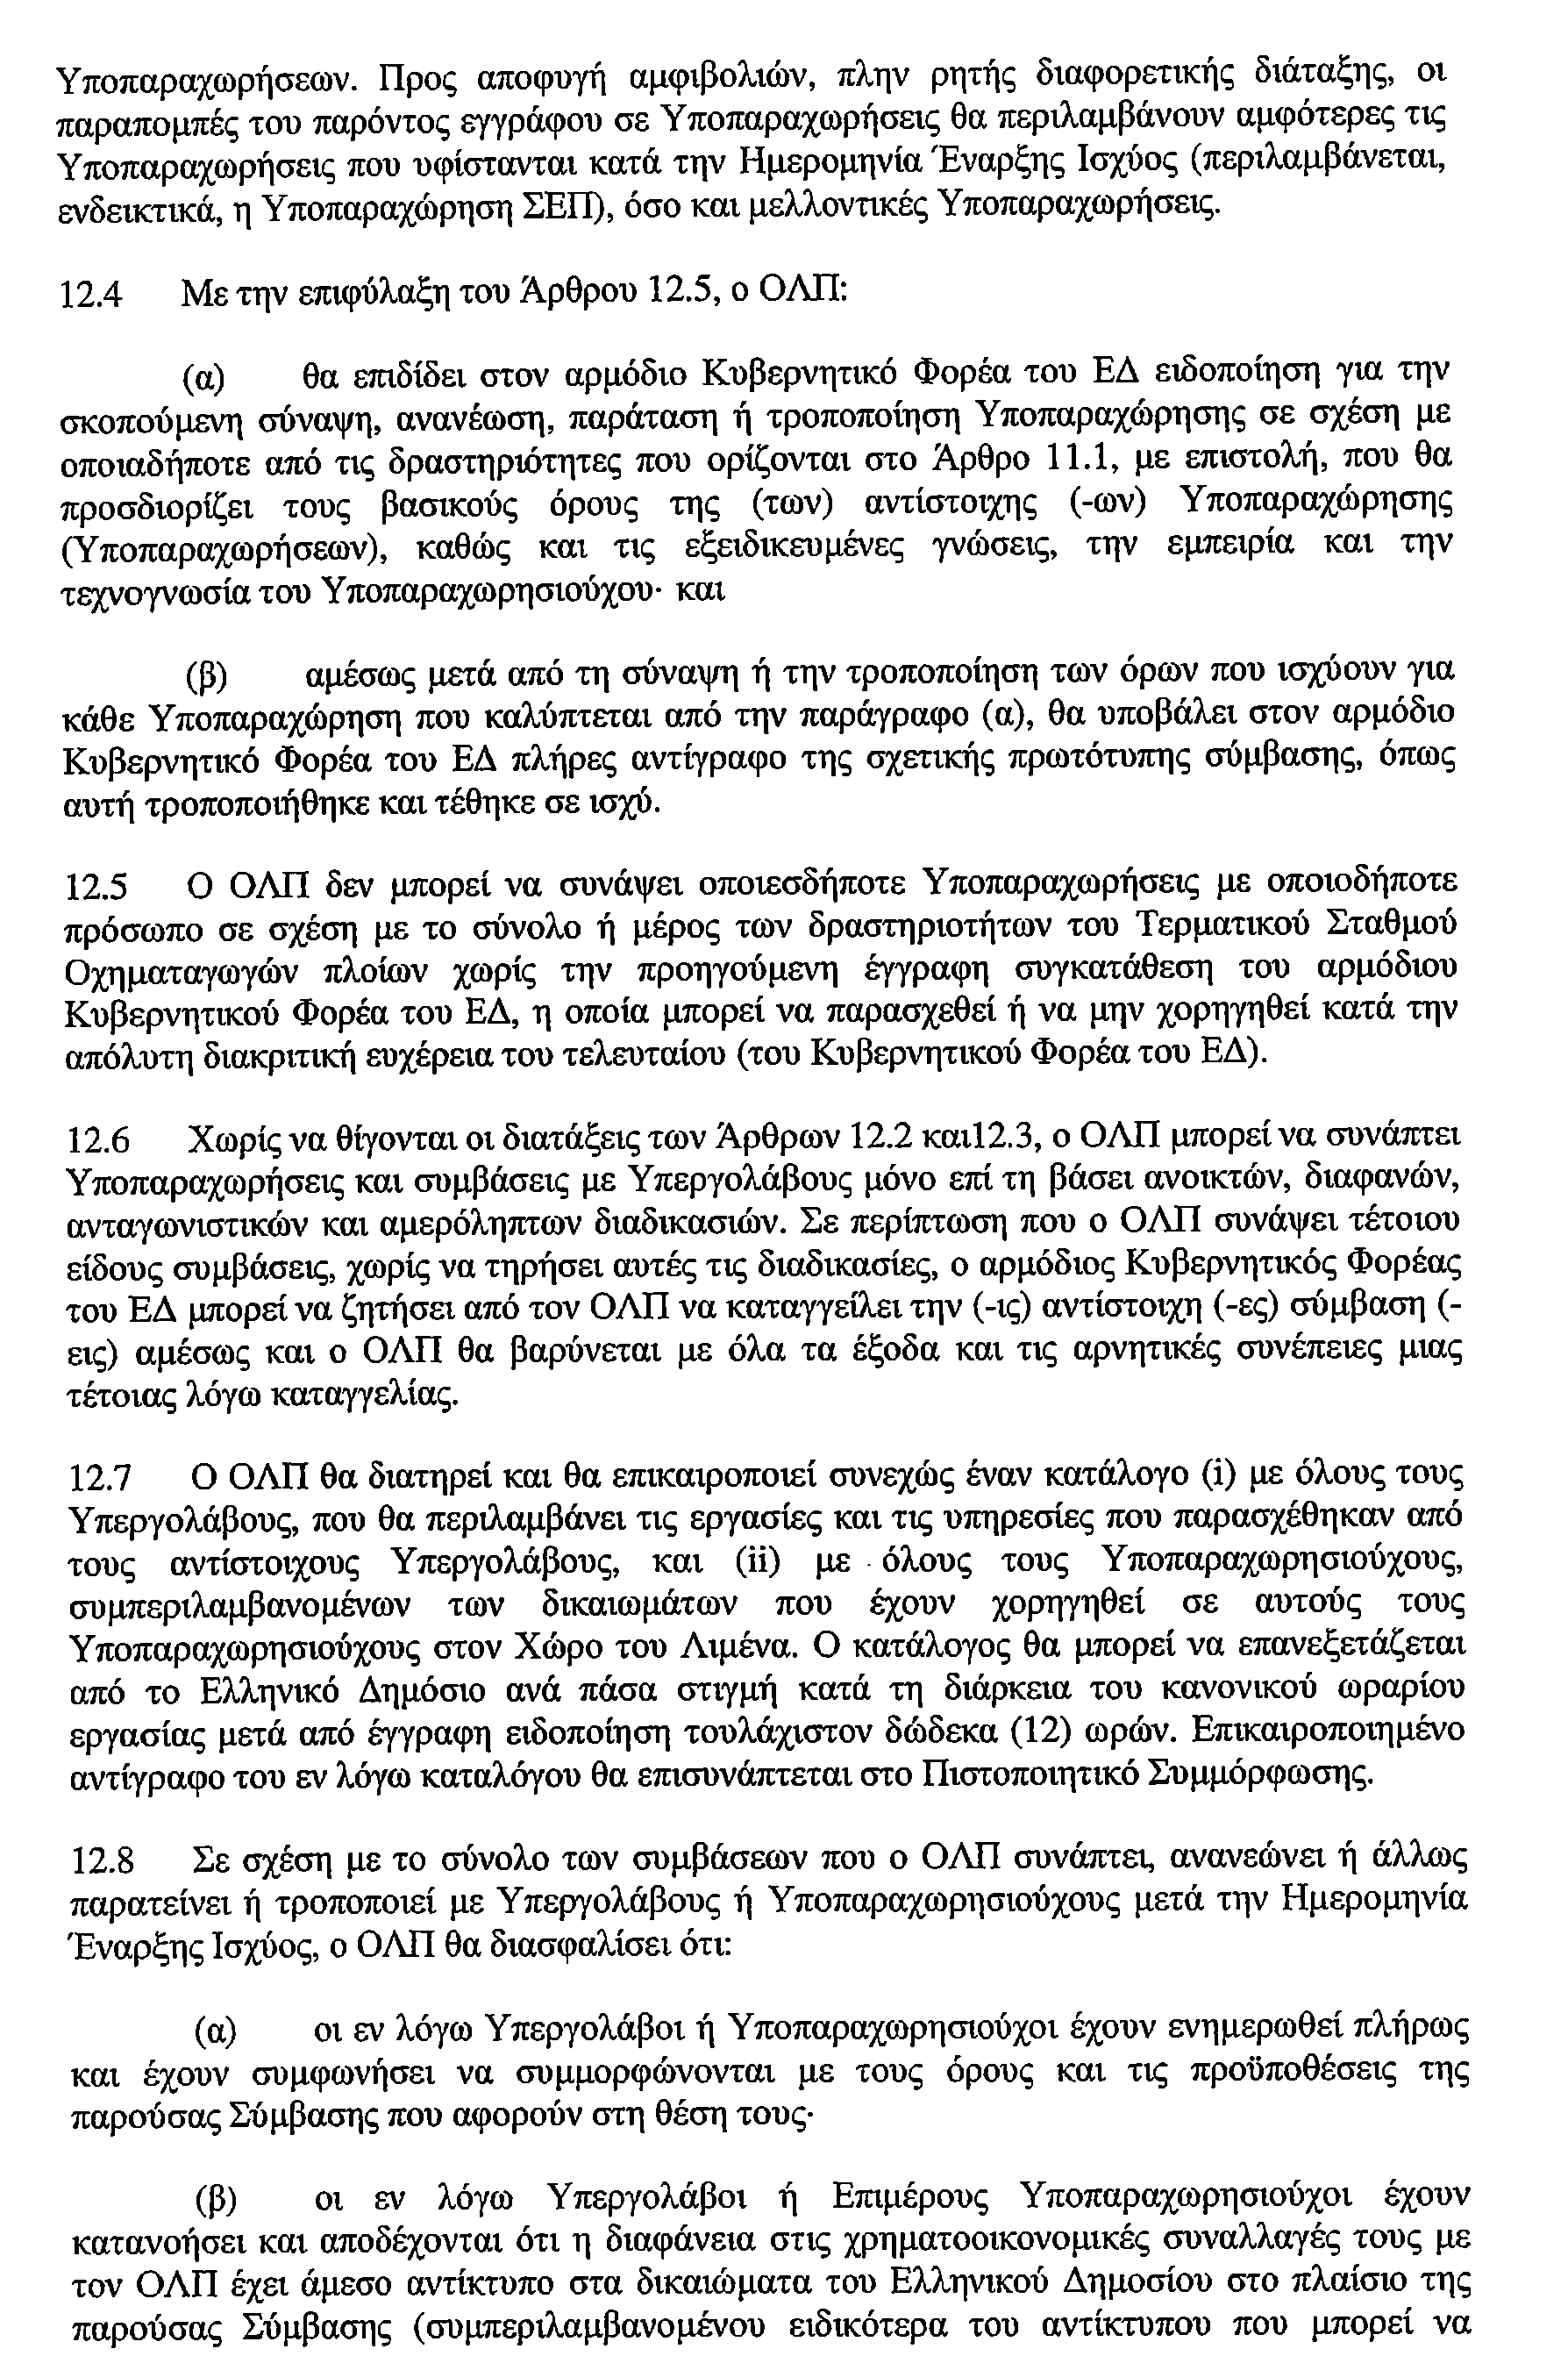 Υποπαραχωρήσεων. Προς αποφυγή αμφιβολιών, πλην ρητής διαφορετικής διάταξης, οι
παραπομπές του παρόντος εγγράφου σε Υποπαραχωρήσεις θα περιλαμβάνουν αμφότερες τις
Υποπαραχωρήσεις που υφίστανται κατά την Ημερομηνία Έναρξης Ισχύος (περιλαμβάνεται,
ενδεικτικά, η Υποπαραχώρηση ΣΕΠ), όσο και μελλοντικές Υποπαραχωρήσεις.
12.4 Με την επιφύλαξη του Άρθρου 12.5, ο ΟΛΠ:
(α) θα επιδίδει στον αρμόδιο Κυβερνητικό Φορέα του ΕΔ ειδοποίηση για την
σκοπούμενη σύναψη, ανανέωση, παράταση ή τροποποίηση Υποπαραχώρησης σε σχέση με
οποιαδήποτε από τις δραστηριότητες που ορίζονται στο Άρθρο 11.1, με επιστολή, που θα
προσδιορίζει τους βασικούς όρους της (των) αντίστοιχης (-ων) Υποπαραχώρησης
(Υποπαραχωρήσεων), καθώς και τις εξειδικευμένες γνώσεις, την εμπειρία και την
τεχνογνωσία του Υποπαραχωρησιούχου· και
(β) αμέσως μετά από τη σύναψη ή την τροποποίηση των όρων που ισχύουν για
κάθε Υποπαραχώρηση που καλύπτεται από την παράγραφο (α), θα υποβάλει στον αρμόδιο
Κυβερνητικό Φορέα του ΕΔ πλήρες αντίγραφο της σχετικής πρωτότυπης σύμβασης, όπως
αυτή τροποποιήθηκε και τέθηκε σε ισχύ.
12.5 Ο ΟΛΠ δεν μπορεί να συνάψει οποιεσδήποτε Υποπαραχωρήσεις με οποιοδήποτε
πρόσωπο σε σχέση με το σύνολο ή μέρος των δραστηριοτήτων του Τερματικού Σταθμού
Οχηματαγωγών πλοίων χωρίς την προηγούμενη έγγραφη συγκατάθεση του αρμόδιου
Κυβερνητικού Φορέα του ΕΔ, η οποία μπορεί να παρασχεθεί ή να μην χορηγηθεί κατά την
απόλυτη διακριτική ευχέρεια του τελευταίου (του Κυβερνητικού Φορέα του ΕΔ).
12.6 Χωρίς να θίγονται οι διατάξεις των Άρθρων 12.2 και12.3, ο ΟΛΠ μπορεί να συνάπτει
Υποπαραχωρήσεις και συμβάσεις με Υπεργολάβους μόνο επί τη βάσει ανοικτών, διαφανών,
ανταγωνιστικών και αμερόληπτων διαδικασιών. Σε περίπτωση που ο ΟΛΠ συνάψει τέτοιου
είδους συμβάσεις, χωρίς να τηρήσει αυτές τις διαδικασίες, ο αρμόδιος Κυβερνητικός Φορέας
του ΕΔ μπορεί να ζητήσει από τον ΟΛΠ να καταγγείλει την (-ις) αντίστοιχη (-ες) σύμβαση (-
εις) αμέσως και ο ΟΛΠ θα βαρύνεται με όλα τα έξοδα και τις αρνητικές συνέπειες μιας
τέτοιας λόγω καταγγελίας.
12.7 Ο ΟΛΠ θα διατηρεί και θα επικαιροποιεί συνεχώς έναν κατάλογο (i) με όλους τους
Υπεργολάβους, που θα περιλαμβάνει τις εργασίες και τις υπηρεσίες που παρασχέθηκαν από
τους αντίστοιχους Υπεργολάβους, και (ii) με όλους τους Υποπαραχωρησιούχους,
συμπεριλαμβανομένων των δικαιωμάτων που έχουν χορηγηθεί σε αυτούς τους
Υποπαραχωρησιούχους στον Χώρο του Λιμένα. Ο κατάλογος θα μπορεί να επανεξετάζεται
από το Ελληνικό Δημόσιο ανά πάσα στιγμή κατά τη διάρκεια του κανονικού ωραρίου
εργασίας μετά από έγγραφη ειδοποίηση τουλάχιστον δώδεκα (12) ωρών. Επικαιροποιημένο
αντίγραφο του εν λόγω καταλόγου θα επισυνάπτεται στο Πιστοποιητικό Συμμόρφωσης.
12.8 Σε σχέση με το σύνολο των συμβάσεων που ο ΟΛΠ συνάπτει, ανανεώνει ή άλλως
παρατείνει ή τροποποιεί με Υπεργολάβους ή Υποπαραχωρησιούχους μετά την Ημερομηνία
Έναρξης Ισχύος, ο ΟΛΠ θα διασφαλίσει ότι:
(α) οι εν λόγω Υπεργολάβοι ή Υποπαραχωρησιούχοι έχουν ενημερωθεί πλήρως
και έχουν συμφωνήσει να συμμορφώνονται με τους όρους και τις προϋποθέσεις της
παρούσας Σύμβασης που αφορούν στη θέση τους·
(β) οι εν λόγω Υπεργολάβοι ή Επιμέρους Υποπαραχωρησιούχοι έχουν
κατανοήσει και αποδέχονται ότι η διαφάνεια στις χρηματοοικονομικές συναλλαγές τους με
τον ΟΛΠ έχει άμεσο αντίκτυπο στα δικαιώματα του Ελληνικού Δημοσίου στο πλαίσιο της
παρούσας Σύμβασης (συμπεριλαμβανομένου ειδικότερα του αντίκτυπου που μπορεί να